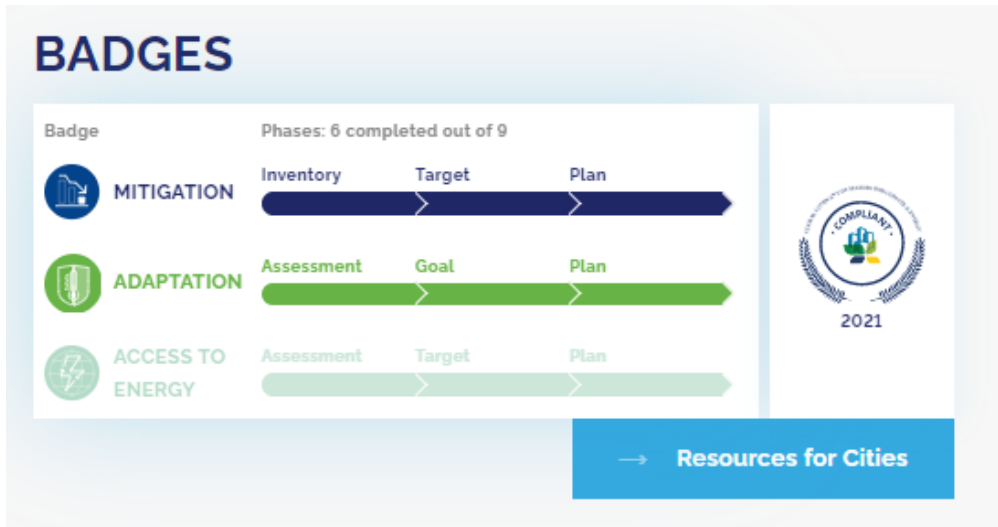 BADGES
Badge
Phases: 6 completed out of 9
MITIGATION
Inventory
Target
Plan
ADAPTATION
Assessment
Goal
Plan
ACCESS TO
ENERGY
Assessment
Target
Plan
COMPLIANT
2021
→ Resources for Cities